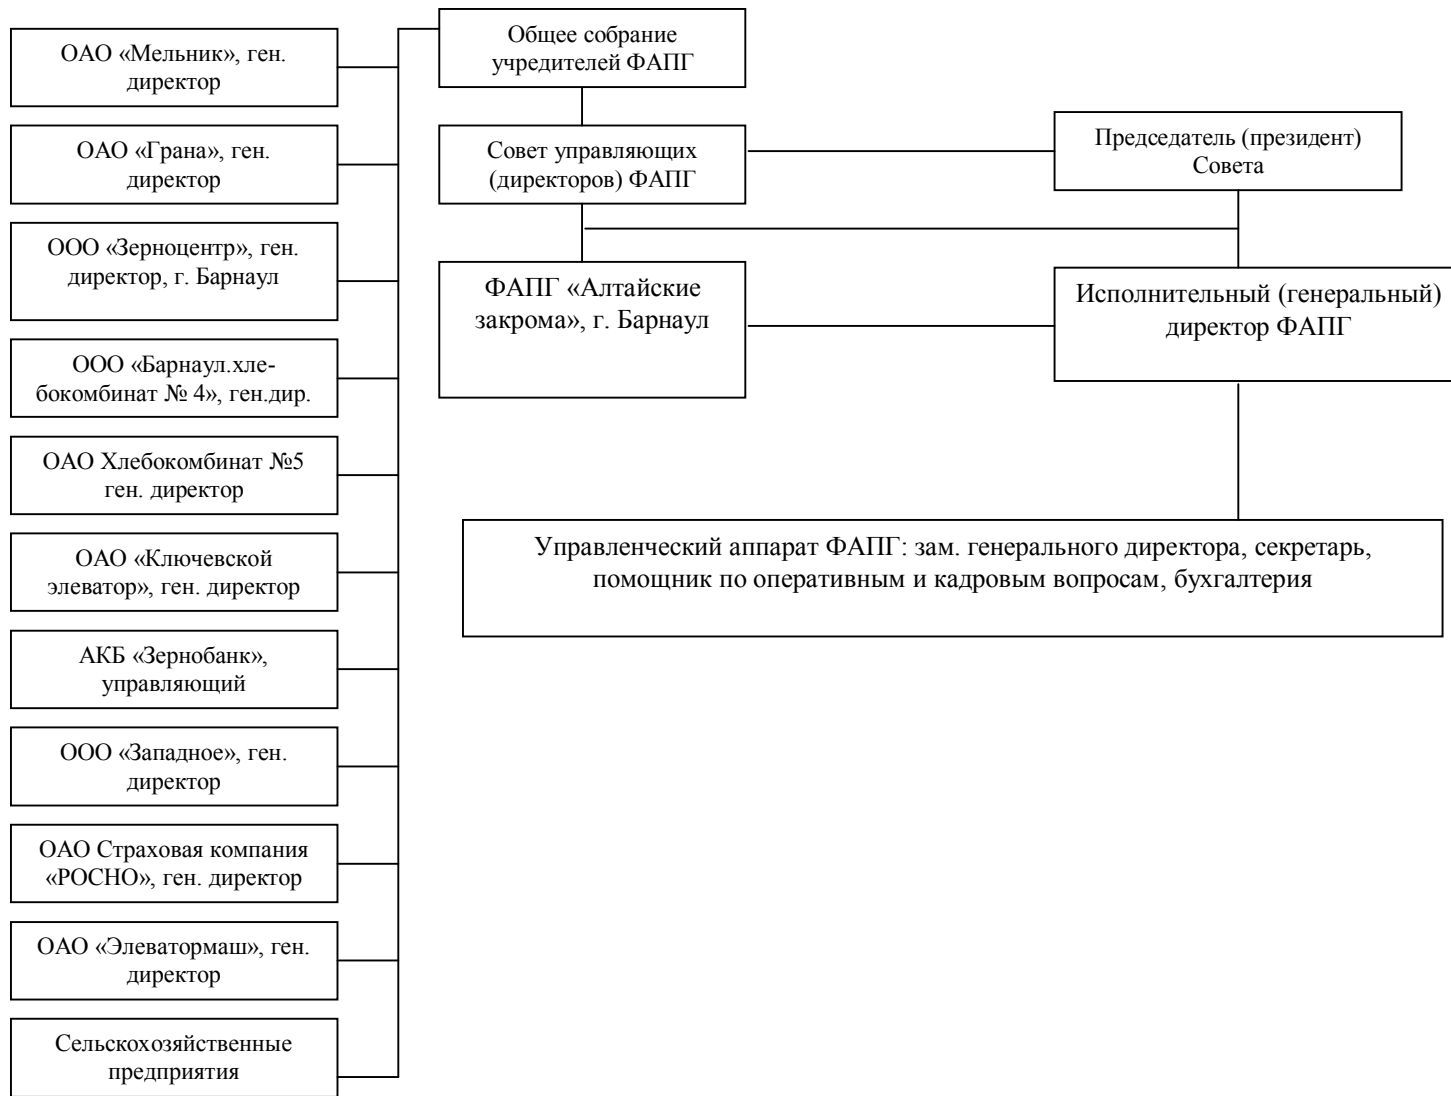 ОАО «Мельник», ген.
директор
ОАО «Грана», ген.
директор
ООО «Зерноцентр», ген.
директор, г. Барнаул
ООО «Барнаул.хле-
бокомбинат № 4», ген.дир.
ОАО Хлебокомбинат №5
ген. директор
ОАО «Ключевской
элеватор», ген. директор
АКБ «Зернобанк»,
управляющий
ООО «Западное», ген.
директор
ОАО Страховая компания
«РОСНО», ген. директор
ОАО «Элеватормаш», ген.
директор
Сельскохозяйственные
предприятия
Общее собрание
учредителей ФАПГ
Совет управляющих
(директоров) ФАПГ
Председатель (президент)
Совета
ФАПГ «Алтайские
закрома», г. Барнаул
Исполнительный (генеральный)
директор ФАПГ
Управленческий аппарат ФАПГ: зам. генерального директора, секретарь,
помощник по оперативным и кадровым вопросам, бухгалтерия